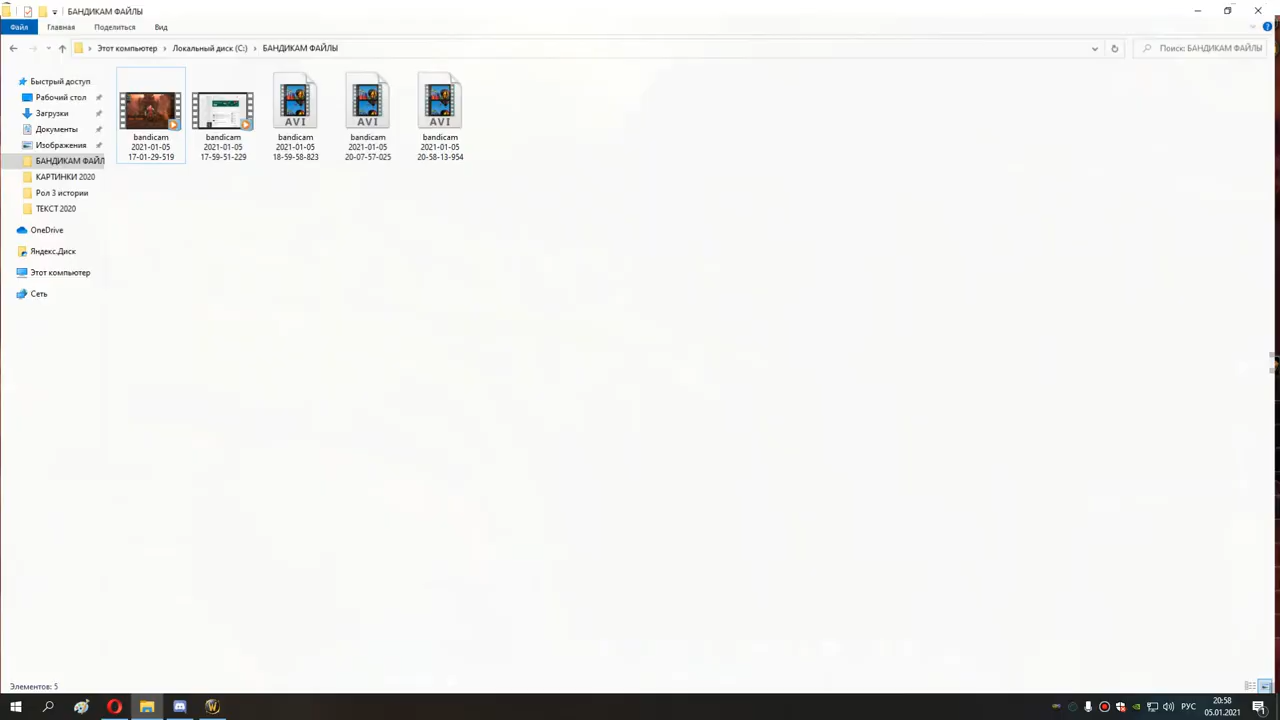 БАНДИКАМ ФАЙЛЫ
Файл Главная Поделиться Вид
Этот компьютер Локальный диск (C:) БАНДИКАМ ФАЙЛЫ Поиск: БАНДИКАМ ФАЙЛЫ
Быстрый доступ
Рабочий стол
Загрузки
Документы
Изображения
БАНДИКАМ ФАЙЛ
КАРТИНКИ 2020
Рол 3 истории
ТЕКСТ 2020
OneDrive
Яндекс.Диск
Этот компьютер
Сеть
bandicam
2021-01-05
17-01-29-519
bandicam
2021-01-05
17-59-51-229
AVI
bandicam
2021-01-05
18-59-58-823
AVI
bandicam
2021-01-05
20-07-57-025
AVI
bandicam
2021-01-05
20-58-13-954
Элементов: 5
РУС
20:58
05.01.2021